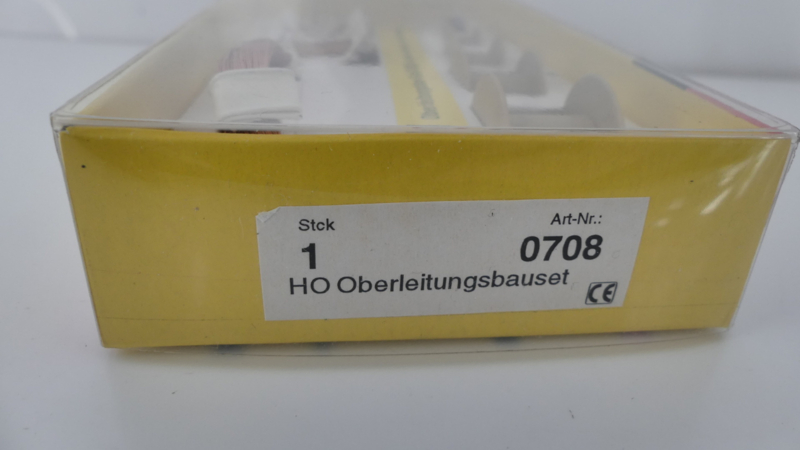 Stck
Art-Nr.:
1
0708
HO Oberleitungsbauset
CE